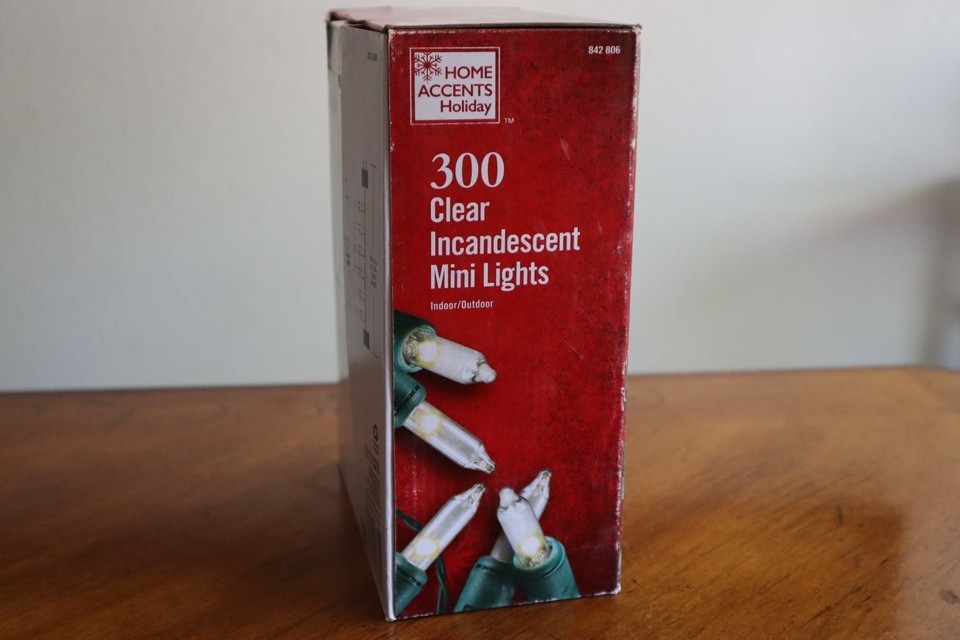 842 806
HOME
ACCENTS
Holiday
TM
300
Clear
Incandescent
Mini Lights
Indoor/Outdoor